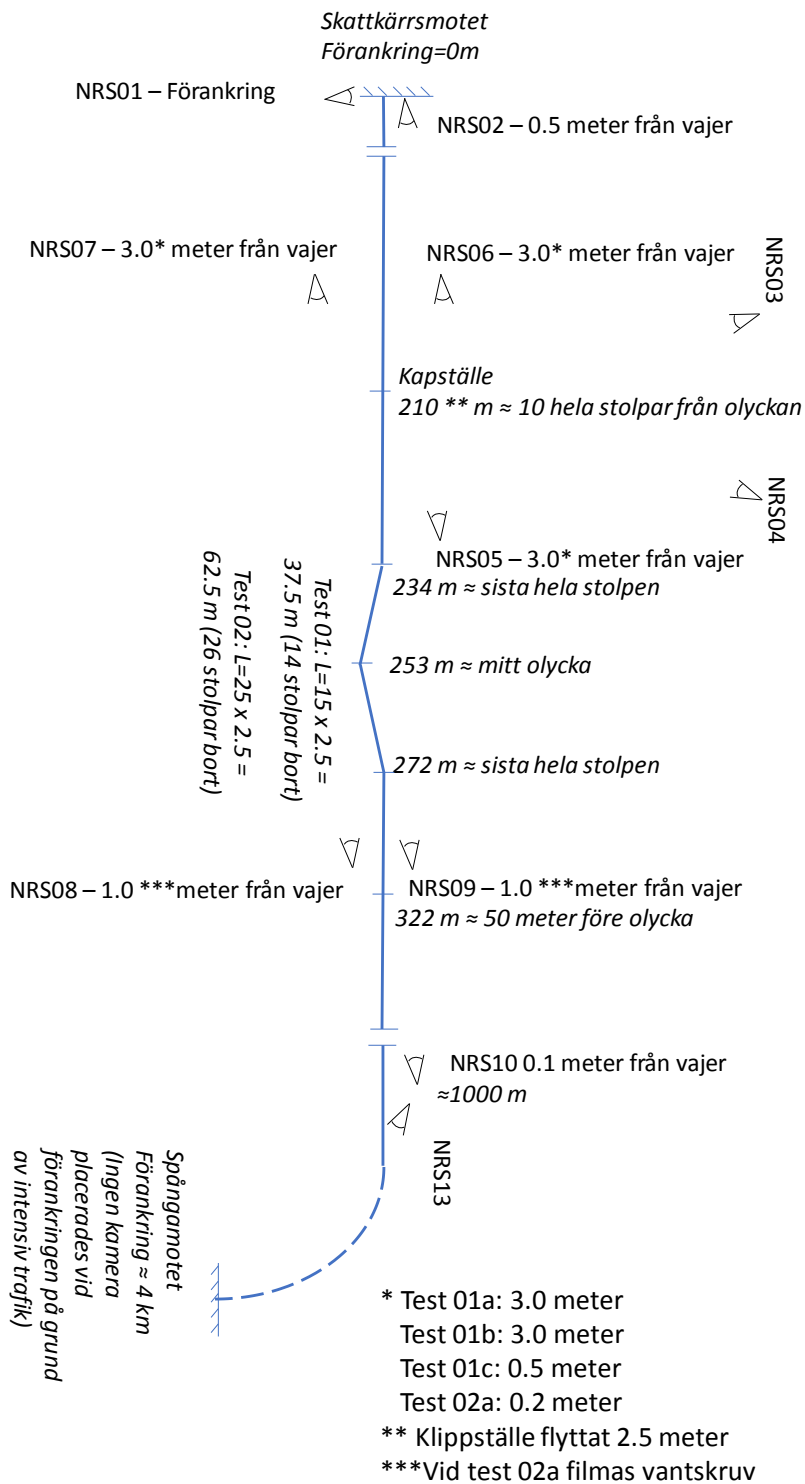 Skattkärrsmotet
Förankring=0m
NRS01 – Förankring
NRS02 – 0.5 meter från vajer
NRS07 – 3.0* meter från vajer
NRS06 – 3.0* meter från vajer
NRS03
Kapställe
210 ** m ≈ 10 hela stolpar från olyckan
NRS04
NRS05 – 3.0* meter från vajer
234 m ≈ sista hela stolpen
Test 01: L=15 x 2.5 =
37.5 m (14 stolpar bort)
Test 02: L=25 x 2.5 =
62.5 m (26 stolpar bort)
253 m ≈ mitt olycka
272 m ≈ sista hela stolpen
NRS08 – 1.0 ***meter från vajer
NRS09 – 1.0 ***meter från vajer
322 m ≈ 50 meter före olycka
NRS10 0.1 meter från vajer
≈1000 m
NRS13
Spångamotet
Förankring ≈ 4 km
(Ingen kamera
placerades vid
förankringen på grund
av intensiv trafik)
* Test 01a: 3.0 meter
Test 01b: 3.0 meter
Test 01c: 0.5 meter
Test 02a: 0.2 meter
** Klippställe flyttat 2.5 meter
***Vid test 02a filmas vantskruv